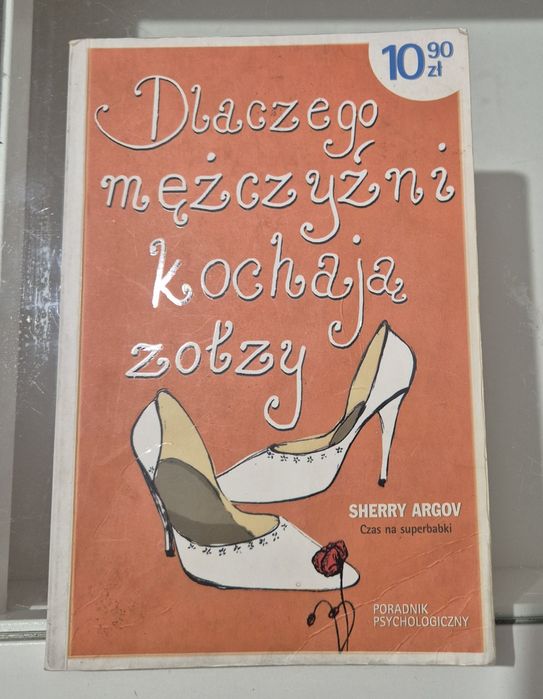 10 90 zł
Dlaczego
mężczyźni
kochają
zołzy
SHERRY ARGOV
Czas na superbabki
PORADNIK
PSYCHOLOGICZNY